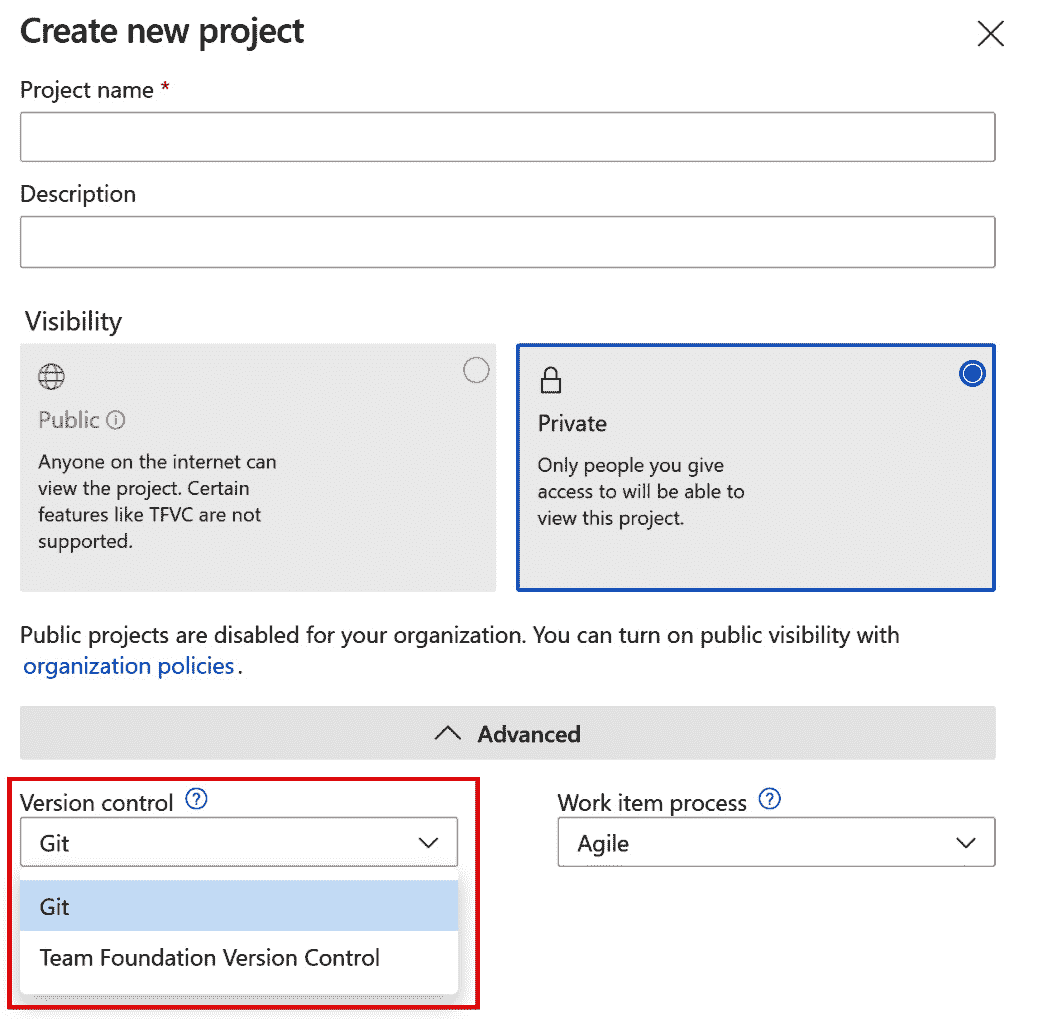 Create new project
Project name *
Description
Visibility
Public
Anyone on the internet can
view the project. Certain
features like TFVC are not
supported.
Private
Only people you give
access to will be able to
view this project.
Public projects are disabled for your organization. You can turn on public visibility with
organization policies.
Advanced
Version control ?
Git
Git
Team Foundation Version Control
Work item process ?
Agile